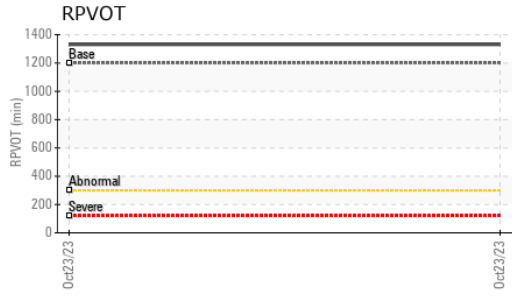 RPVOT
1400
1200
1000
800
600
400
200
0
RPVOT (min)
Base
Abnormal
Severe
Oct23/23
Oct23/23